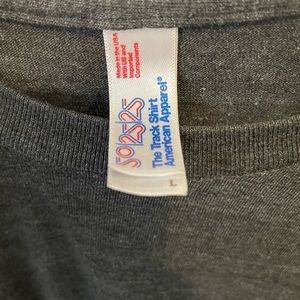 Made in the USA
With US and
Imported
Components
50|25|25
The Track Shirt
American Apparel®
L